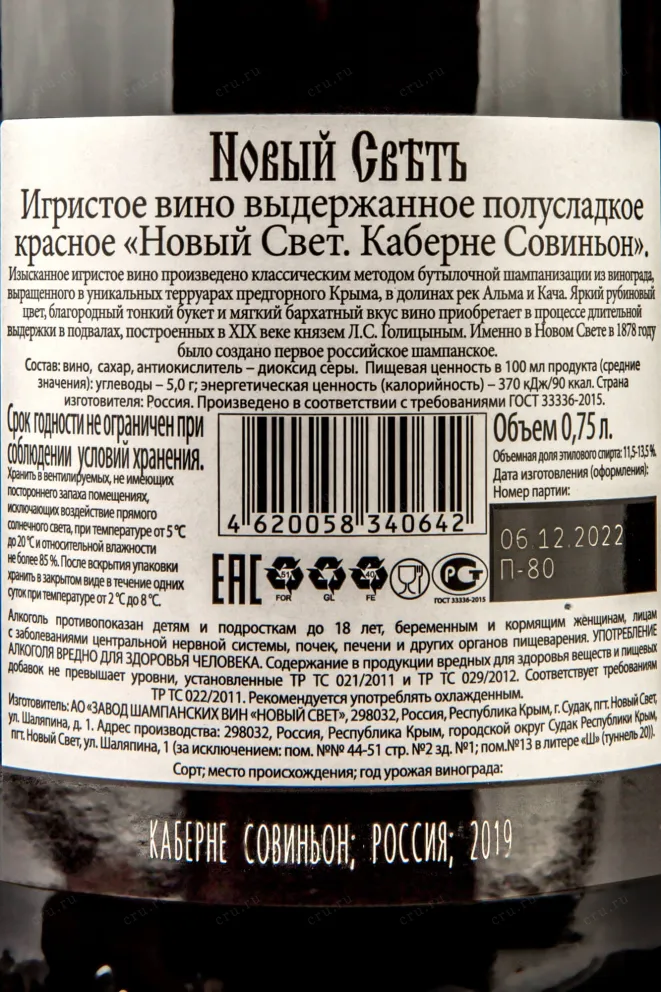 Новый Свѣтъ
Игристое вино выдержанное полусладкое
красное «Новый Свет. Каберне Совиньон».
Изысканное игристое вино произведено классическим методом бутылочной шампанизации из винограда,
выращенного в уникальных терруарах предгорного Крыма, в долинах рек Альма и Кача. Яркий рубиновый
цвет, благородный тонкий букет и мягкий бархатный вкус вино приобретает в процессе длительной
выдержки в подвалах, построенных в XIX веке князем Л.С. Голицыным. Именно в Новом Свете в 1878 году
было создано первое российское шампанское.
Состав: вино, сахар, антиокислитель – диоксид серы. Пищевая ценность в 100 мл продукта (средние
значения): углеводы – 5,0 г; энергетическая ценность (калорийность) – 370 кДж/90 ккал. Страна
изготовителя: Россия. Произведено в соответствии с требованиями ГОСТ 33336-2015.
Срок годности не ограничен при
соблюдении условий хранения.
Хранить в вентилируемых, не имеющих
постороннего запаха помещениях,
исключающих воздействие прямого
солнечного света, при температуре от 5 °С
до 20 °С и относительной влажности
не более 85 %. После вскрытия упаковки
хранить в закрытом виде в течение одних
суток при температуре от 2 °С до 8 °С.
4 620058 340642
Объем 0,75 л.
Объемная доля этилового спирта: 11,5-13,5 %.
Дата изготовления (оформления):
Номер партии:
06.12.2022
П-80
ЕАС
FOR
GL
40
FE
РСТ
ГОСТ 33336-2015
Алкоголь противопоказан детям и подросткам до 18 лет, беременным и кормящим женщинам, лицам
с заболеваниями центральной нервной системы, почек, печени и других органов пищеварения. УПОТРЕБЛЕНИЕ
АЛКОГОЛЯ ВРЕДНО ДЛЯ ЗДОРОВЬЯ ЧЕЛОВЕКА. Содержание в продукции вредных для здоровья веществ и пищевых
добавок не превышает уровни, установленные ТР ТС 021/2011 и ТР ТС 029/2012. Соответствует требованиям
ТР ТС 022/2011. Рекомендуется употреблять охлажденным.
Изготовитель: АО «ЗАВОД ШАМПАНСКИХ ВИН «НОВЫЙ СВЕТ», 298032, Россия, Республика Крым, г. Судак, пгт. Новый Свет,
ул. Шаляпина, д. 1. Адрес производства: 298032, Россия, Республика Крым, городской округ Судак Республики Крым,
пгт. Новый Свет, ул. Шаляпина, 1 (за исключением: пом. №№ 44-51 стр. №2 зд. №1; пом.№13 в литере «Ш» (туннель 20)).
Сорт; место происхождения; год урожая винограда:
КАБЕРНЕ СОВИНЬОН; РОССИЯ; 2019